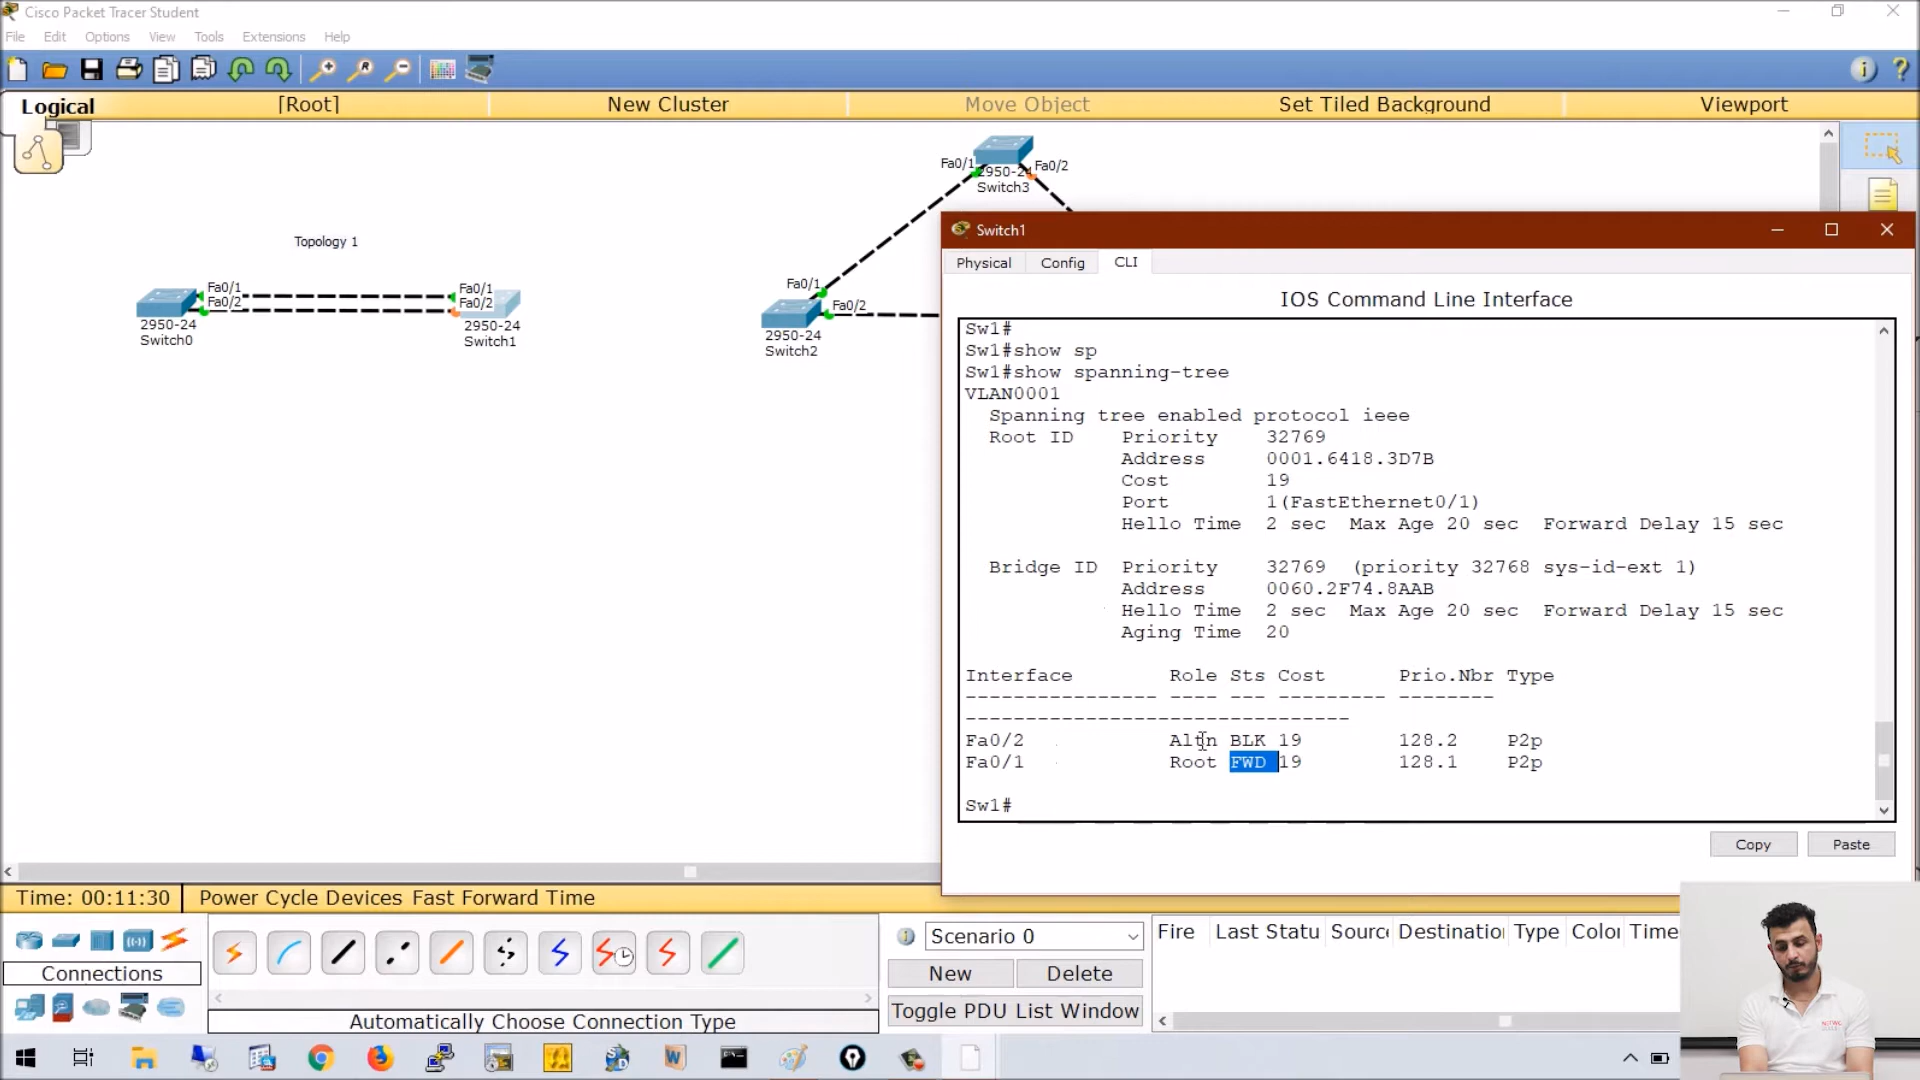 Cisco Packet Tracer Student
File Edit Options View Tools Extensions Help
Logical [Root] New Cluster Move Object Set Tiled Background Viewport
Fa0/1 Fa0/2
2950-24
Switch3
Topology 1
Fa0/1 Fa0/1
Fa0/2 Fa0/2
2950-24 2950-24
Switch0 Switch1
Fa0/1
Fa0/2
2950-24
Switch2
Switch1
Physical Config CLI
IOS Command Line Interface
Sw1#
Sw1#show sp
Sw1#show spanning-tree
VLAN0001
Spanning tree enabled protocol ieee
Root ID Priority 32769
Address 0001.6418.3D7B
Cost 19
Port 1(FastEthernet0/1)
Hello Time 2 sec Max Age 20 sec Forward Delay 15 sec
Bridge ID Priority 32769 (priority 32768 sys-id-ext 1)
Address 0060.2F74.8AAB
Hello Time 2 sec Max Age 20 sec Forward Delay 15 sec
Aging Time 20
Interface Role Sts Cost Prio.Nbr Type
---------------- ---- --- --------- --------
--------------------------------
Fa0/2 Altn BLK 19 128.2 P2p
Fa0/1 Root FWD 19 128.1 P2p
Sw1#
Copy Paste
Time: 00:11:30 Power Cycle Devices Fast Forward Time
Scenario 0
New Delete
Toggle PDU List Window
Fire Last Statu Sourc Destinatio Type Color Time
Connections
Automatically Choose Connection Type